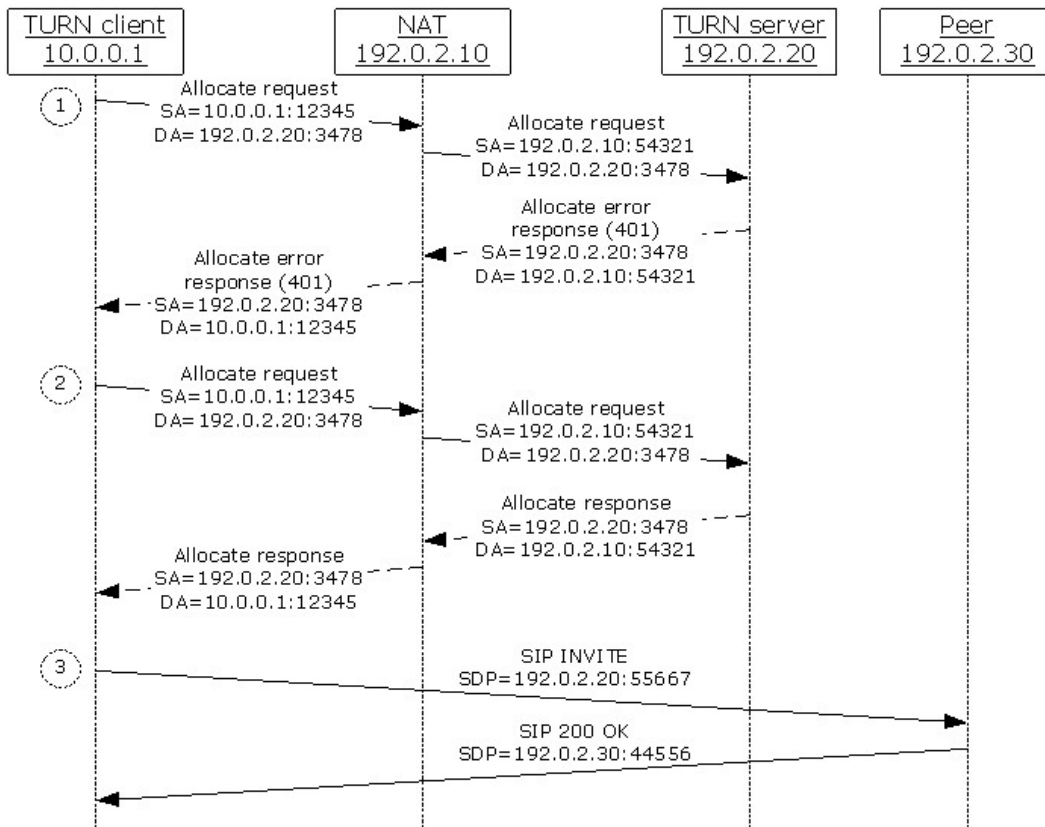 TURN client
10.0.0.1
NAT
192.0.2.10
TURN server
192.0.2.20
Peer
192.0.2.30
1
Allocate request
SA=10.0.0.1:12345
DA=192.0.2.20:3478
Allocate request
SA=192.0.2.10:54321
DA=192.0.2.20:3478
Allocate error
response (401)
SA=192.0.2.20:3478
DA=192.0.2.10:54321
Allocate error
response (401)
SA=192.0.2.20:3478
DA=10.0.0.1:12345
2
Allocate request
SA=10.0.0.1:12345
DA=192.0.2.20:3478
Allocate request
SA=192.0.2.10:54321
DA=192.0.2.20:3478
Allocate response
SA=192.0.2.20:3478
DA=192.0.2.10:54321
Allocate response
SA=192.0.2.20:3478
DA=10.0.0.1:12345
3
SIP INVITE
SDP=192.0.2.20:55667
SIP 200 OK
SDP=192.0.2.30:44556